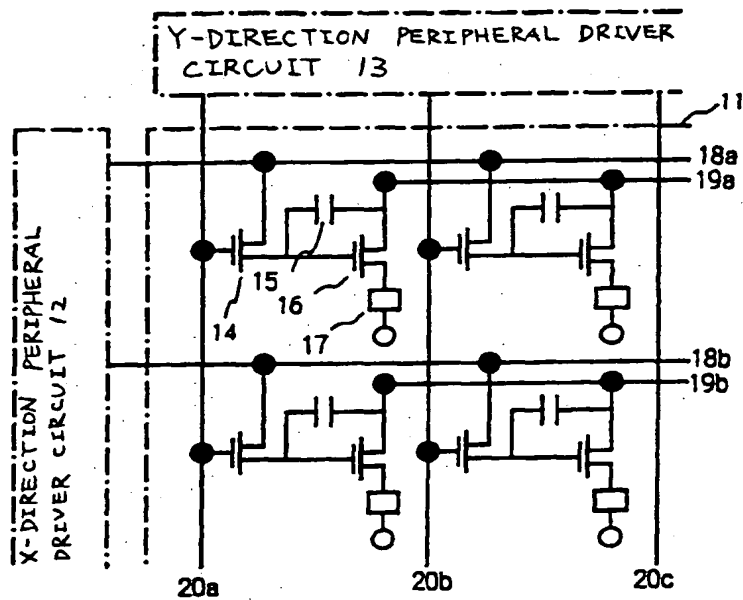 Y-DIRECTION PERIPHERAL DRIVER
CIRCUIT 13
11
18a
19a
X-DIRECTION PERIPHERAL
DRIVER CIRCUIT 12
14
15
16
17
18b
19b
20a
20b
20c